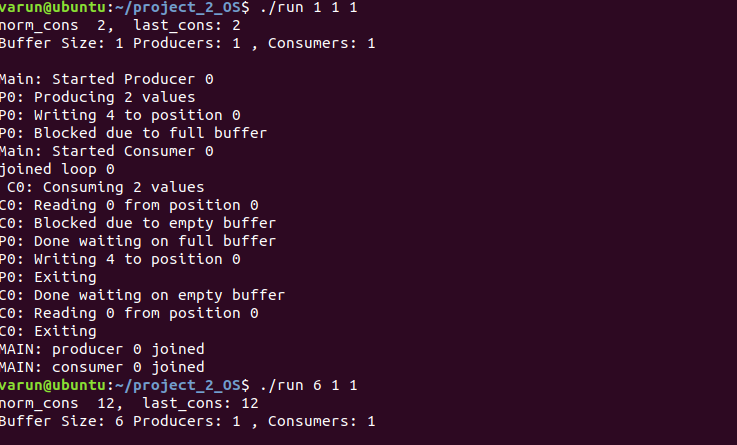 varun@ubuntu:~/project_2_OS$ ./run 1 1 1
norm_cons  2,  last_cons: 2
Buffer Size: 1 Producers: 1 , Consumers: 1

Main: Started Producer 0
P0: Producing 2 values
P0: Writing 4 to position 0
P0: Blocked due to full buffer
Main: Started Consumer 0
joined loop 0
 C0: Consuming 2 values
C0: Reading 0 from position 0
C0: Blocked due to empty buffer
P0: Done waiting on full buffer
P0: Writing 4 to position 0
P0: Exiting
C0: Done waiting on empty buffer
C0: Reading 0 from position 0
C0: Exiting
MAIN: producer 0 joined
MAIN: consumer 0 joined
varun@ubuntu:~/project_2_OS$ ./run 6 1 1
norm_cons  12,  last_cons: 12
Buffer Size: 6 Producers: 1 , Consumers: 1